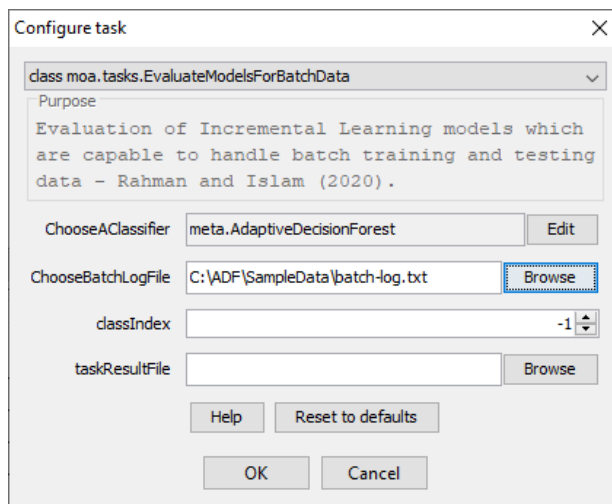 Configure task
class moa.tasks.EvaluateModelsForBatchData
Purpose
Evaluation of Incremental Learning models which
are capable to handle batch training and testing
data - Rahman and Islam (2020).
ChooseAClassifier meta.AdaptiveDecisionForest Edit
ChooseBatchLogFile C:\ADF\SampleData\batch-log.txt Browse
classIndex -1
taskResultFile Browse
Help Reset to defaults
OK Cancel